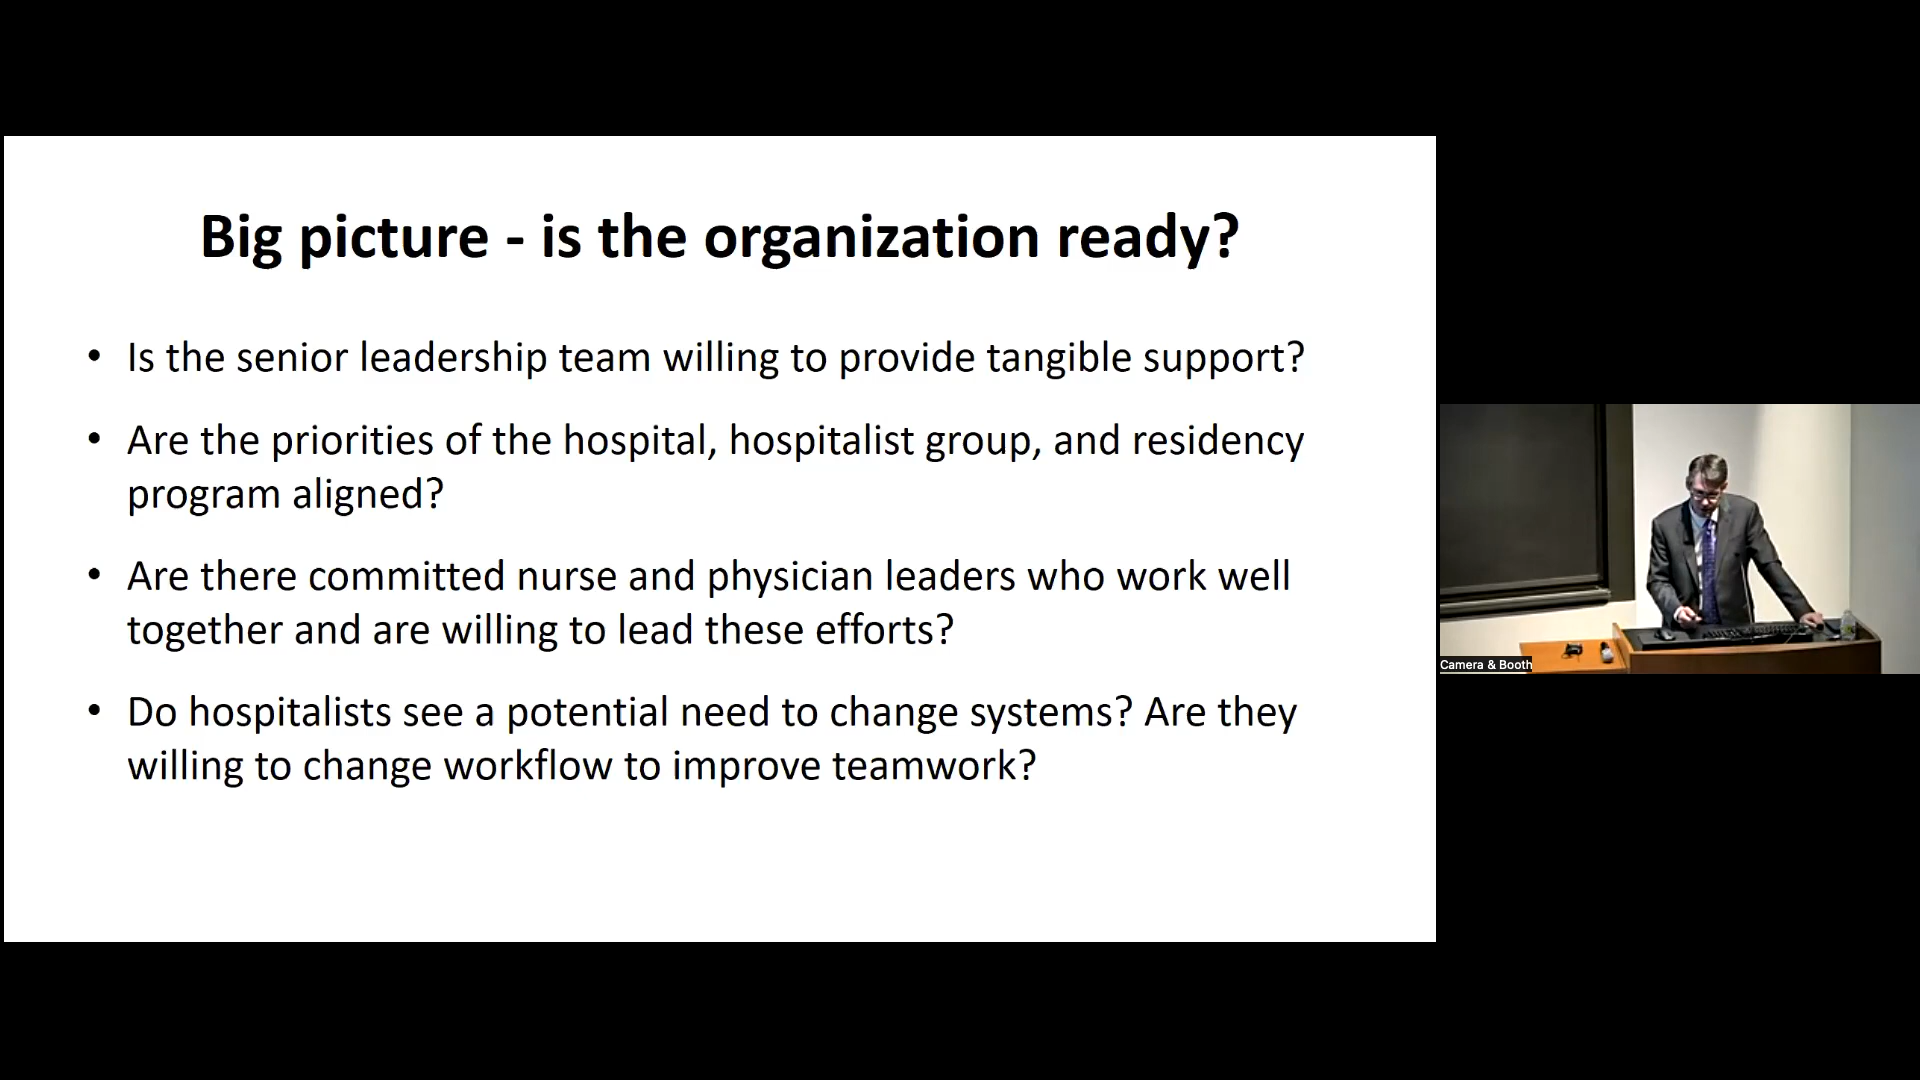 Big picture - is the organization ready?
• Is the senior leadership team willing to provide tangible support?
• Are the priorities of the hospital, hospitalist group, and residency
program aligned?
• Are there committed nurse and physician leaders who work well
together and are willing to lead these efforts?
• Do hospitalists see a potential need to change systems? Are they
willing to change workflow to improve teamwork?
Camera & Booth